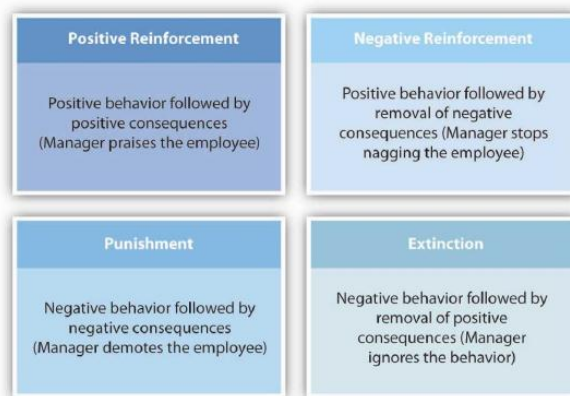 Positive Reinforcement
Positive behavior followed by
positive consequences
(Manager praises the employee)
Negative Reinforcement
Positive behavior followed by
removal of negative
consequences (Manager stops
nagging the employee)
Punishment
Negative behavior followed by
negative consequences
(Manager demotes the employee)
Extinction
Negative behavior followed by
removal of positive
consequences (Manager
ignores the behavior)